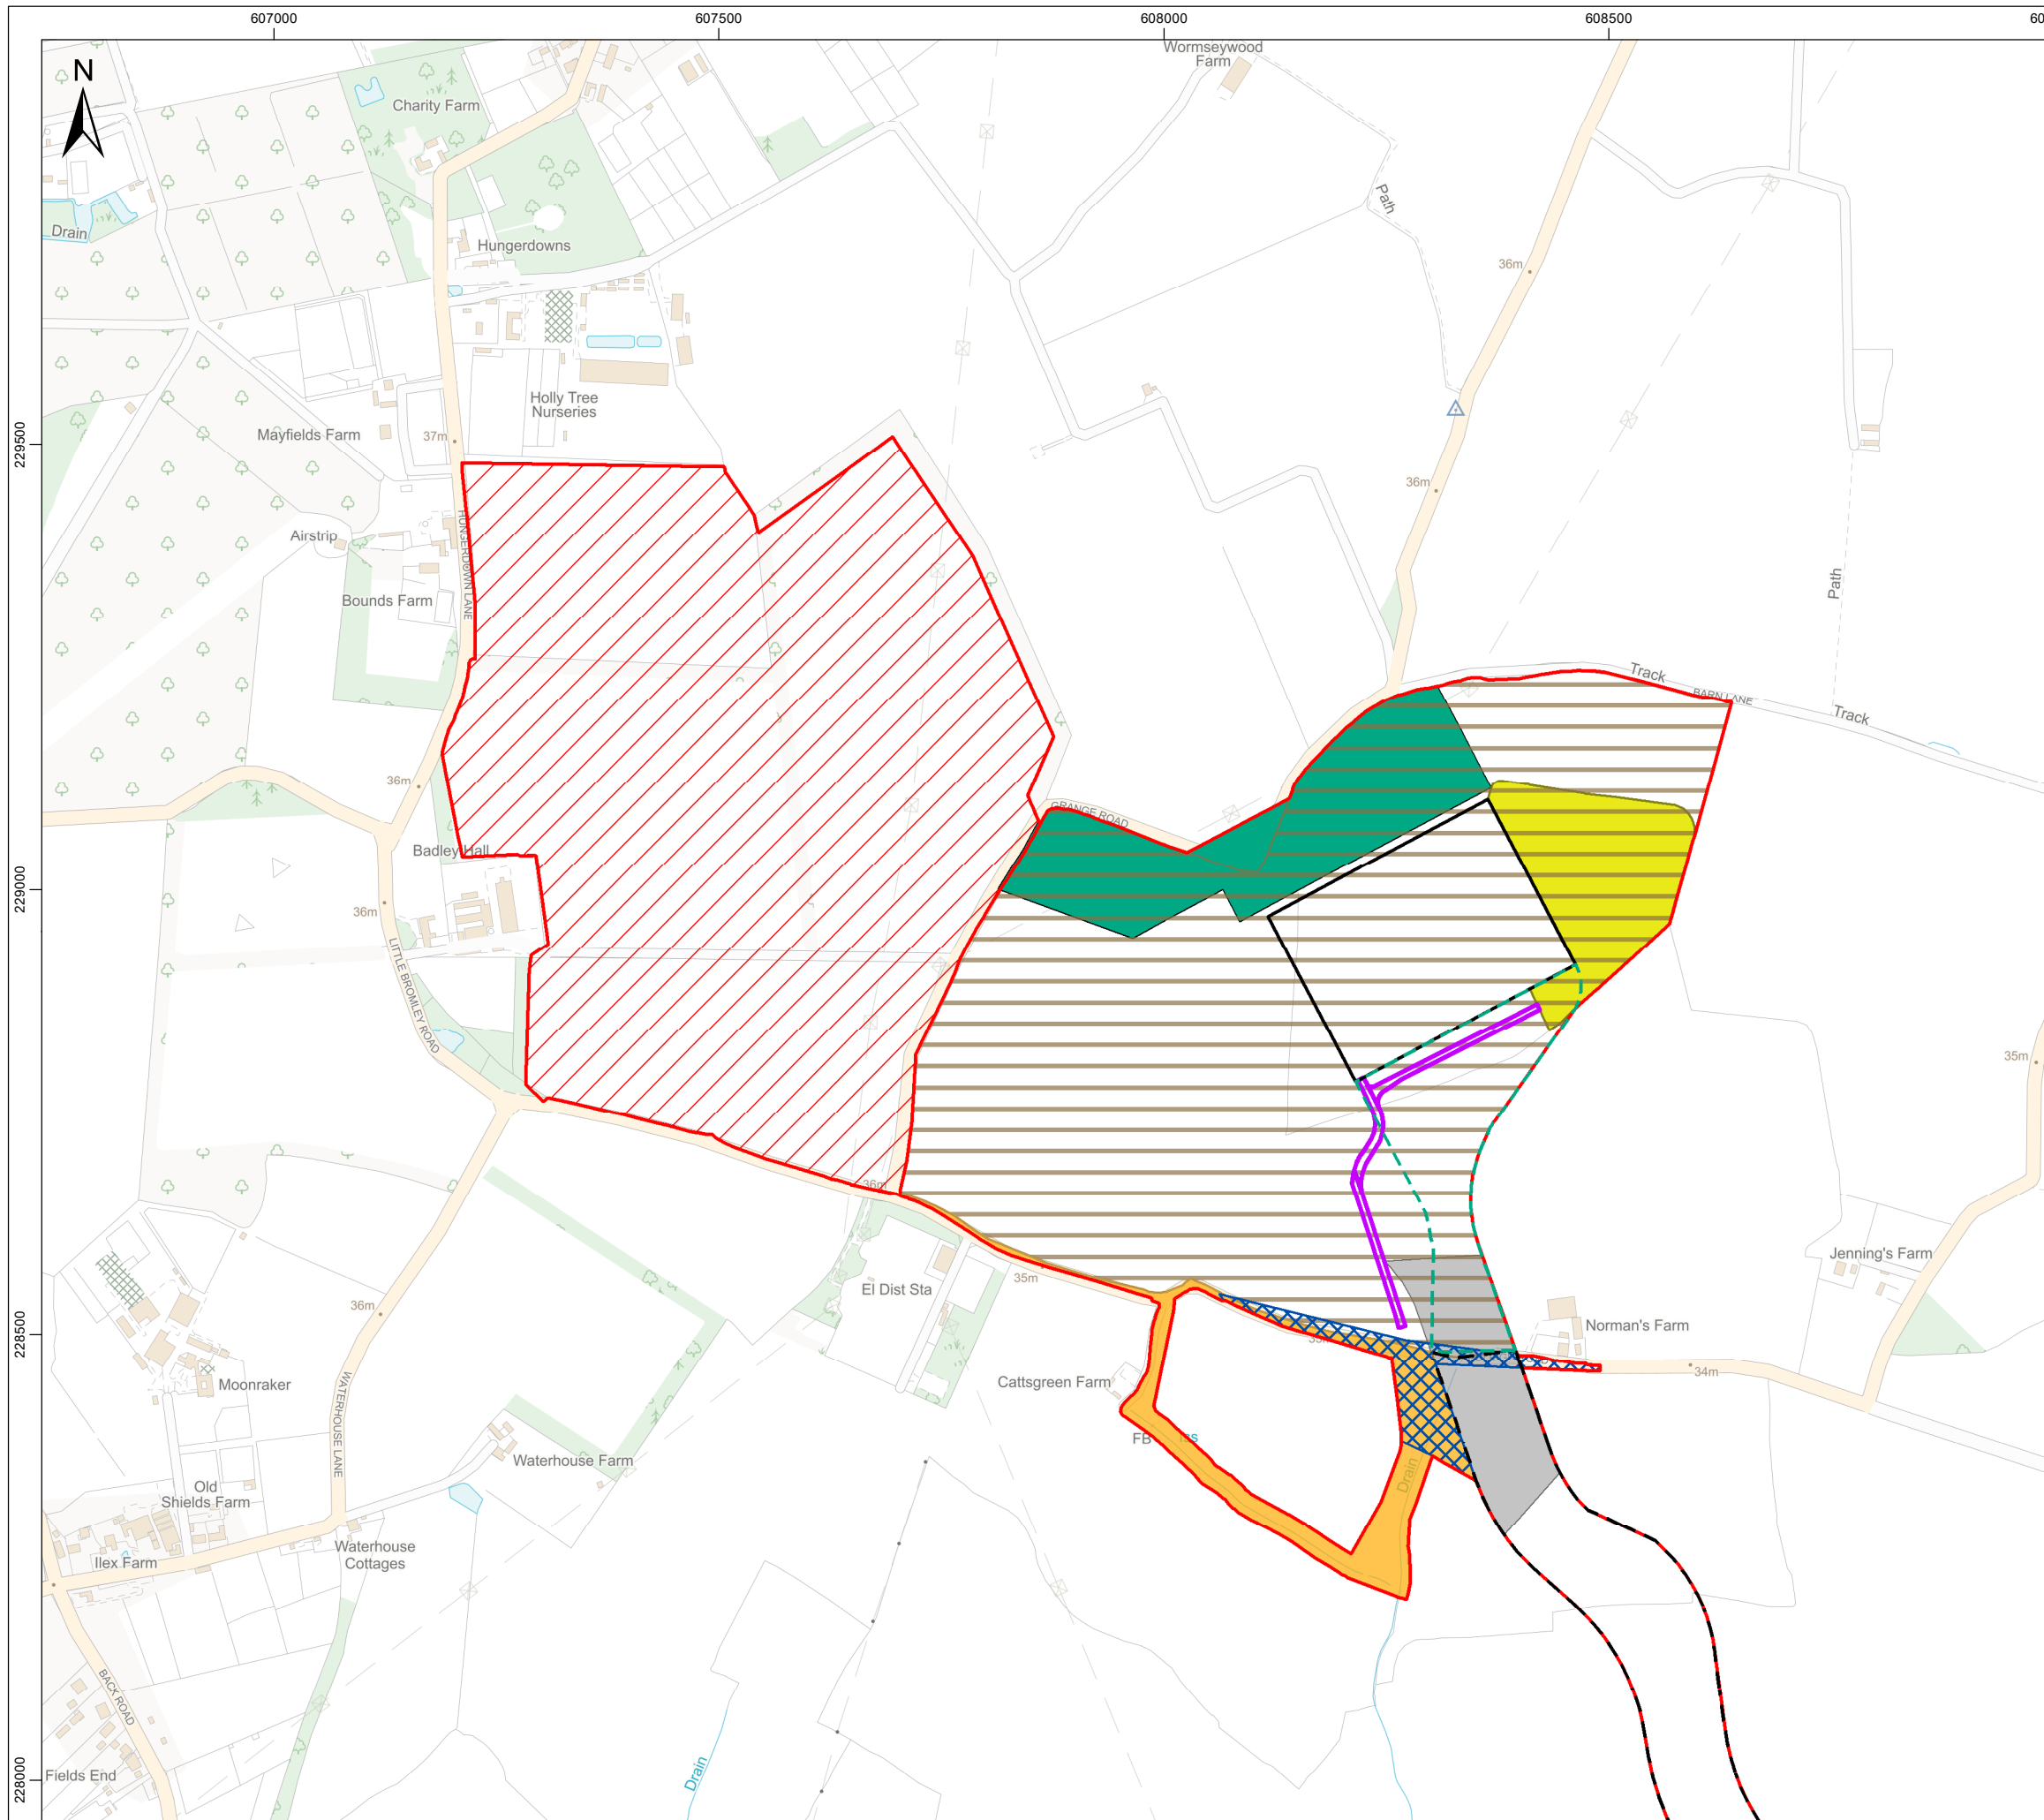 607000
607500
608000
608500
60
N
Wormseywood
Farm
Charity Farm
Path
Drain
Hungerdowns
36m
Holly Tree
Nurseries
Mayfields Farm
37m
229500
36m
HUNGERDOWN LANE
Airstrip
Bounds Farm
Path
Track
BARN LANE
Track
36m
GRANGE ROAD
Badley Hall
229000
36m
LITTLE BROMLEY ROAD
35m
36m
Jenning's Farm
35m
El Dist Sta
36m
228500
Norman's Farm
34m
Cattsgreen Farm
Moonraker
WATERHOUSE LANE
FB
Waterhouse Farm
Drain
Old
Shields Farm
Waterhouse
Cottages
Ilex Farm
BACK ROAD
Drain
Fields End
228000